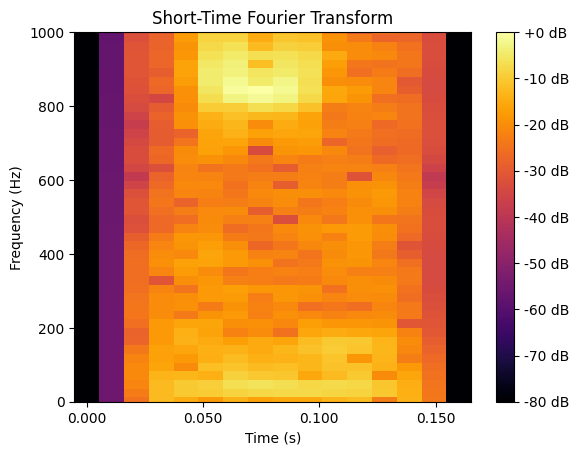 Short-Time Fourier Transform
1000
800
600
400
200
0
Frequency (Hz)
0.000
0.050
0.100
0.150
Time (s)
+0 dB
-10 dB
-20 dB
-30 dB
-40 dB
-50 dB
-60 dB
-70 dB
-80 dB